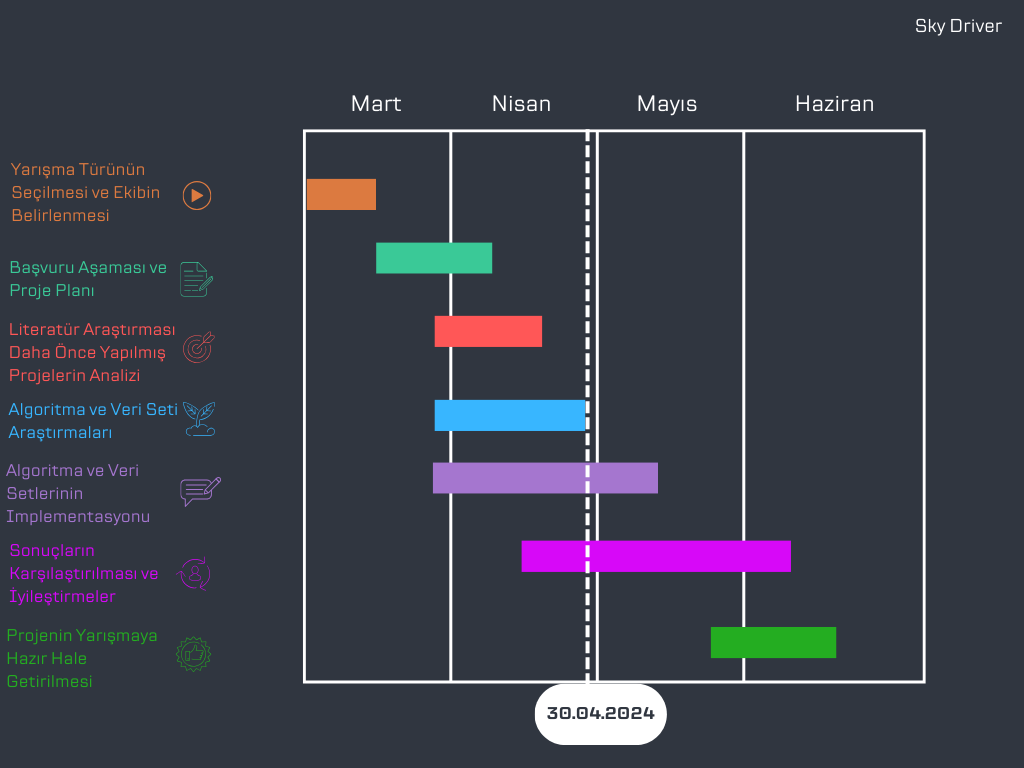 Sky Driver
Mart
Nisan
Mayıs
Haziran
Yarışma Türünün
Seçilmesi ve Ekibin
Belirlenmesi
Başvuru Aşaması ve
Proje Planı
Literatür Araştırması
Daha Önce Yapılmış
Projelerin Analizi
Algoritma ve Veri Seti
Araştırmaları
Algoritma ve Veri
Setlerinin
Implementasyonu
Sonuçların
Karşılaştırılması ve
İyileştirmeler
Projenin Yarışmaya
Hazır Hale
Getirilmesi
30.04.2024